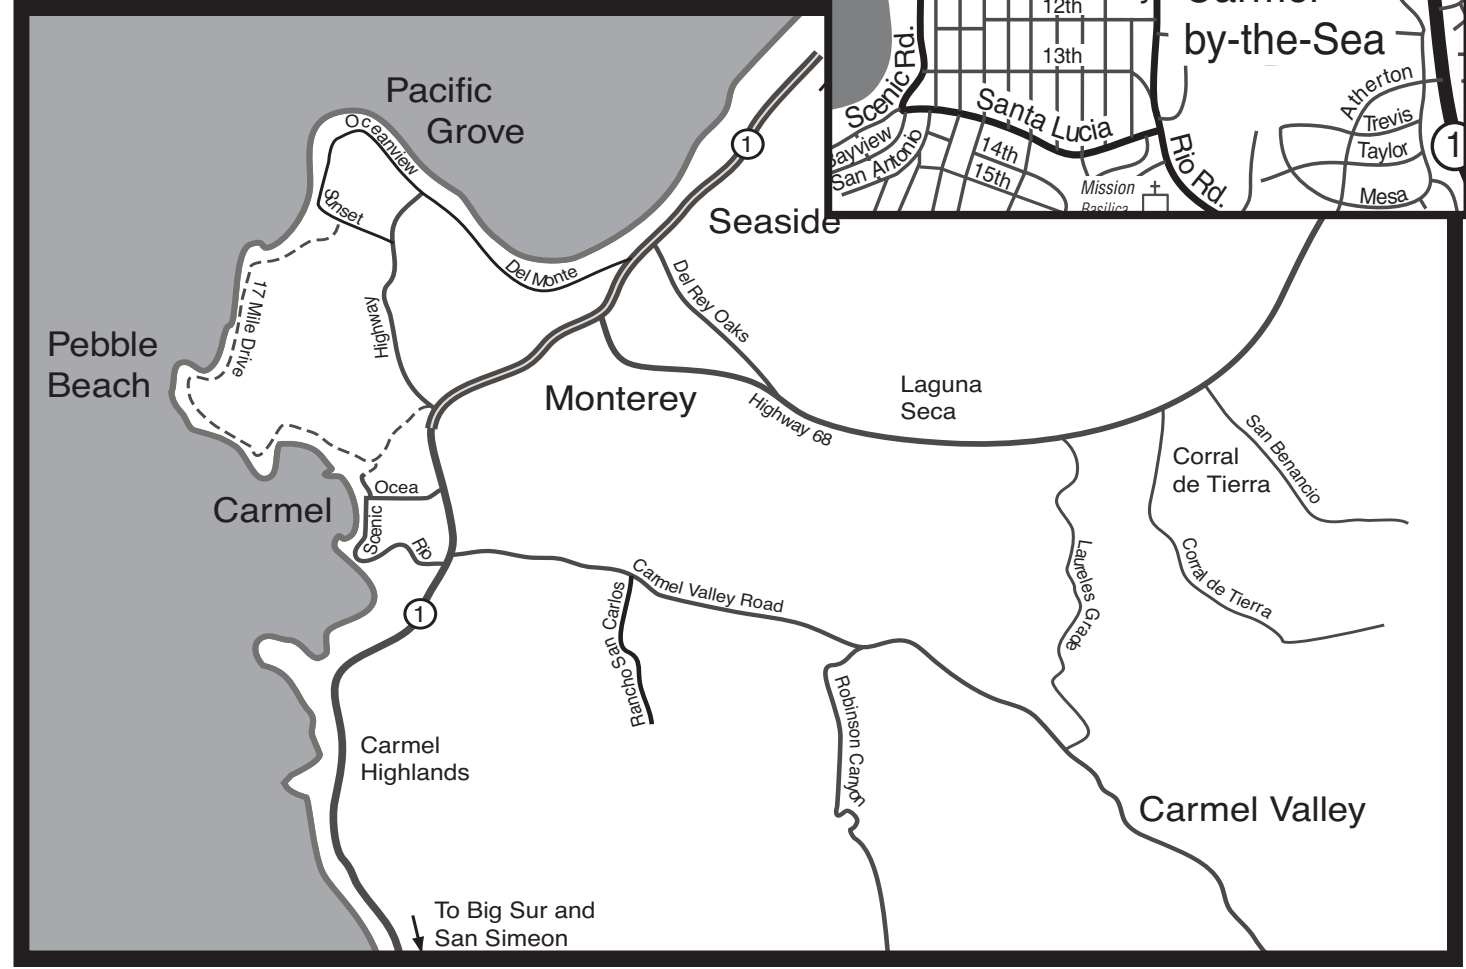 12th
by-the-Sea
13th
Scenic Rd.
Santa Lucia
Atherton
Trevis
Taylor
Mesa
1
San Antonio
14th
15th
Rio Rd.
Mission
Basilica
Pacific
Grove
Oceanview
Sunset
1
Seaside
Del Monte
Del Rey Oaks
17 Mile Drive
Highway
Pebble
Beach
Monterey
Laguna
Seca
Highway 68
San Benancio
Corral
de Tierra
Ocea
Carmel
Scenic
Rio
Laureles Grade
Corral de Tierra
Carmel Valley Road
Rancho San Carlos
1
Robinson Canyon
Carmel
Highlands
Carmel Valley
To Big Sur and
San Simeon